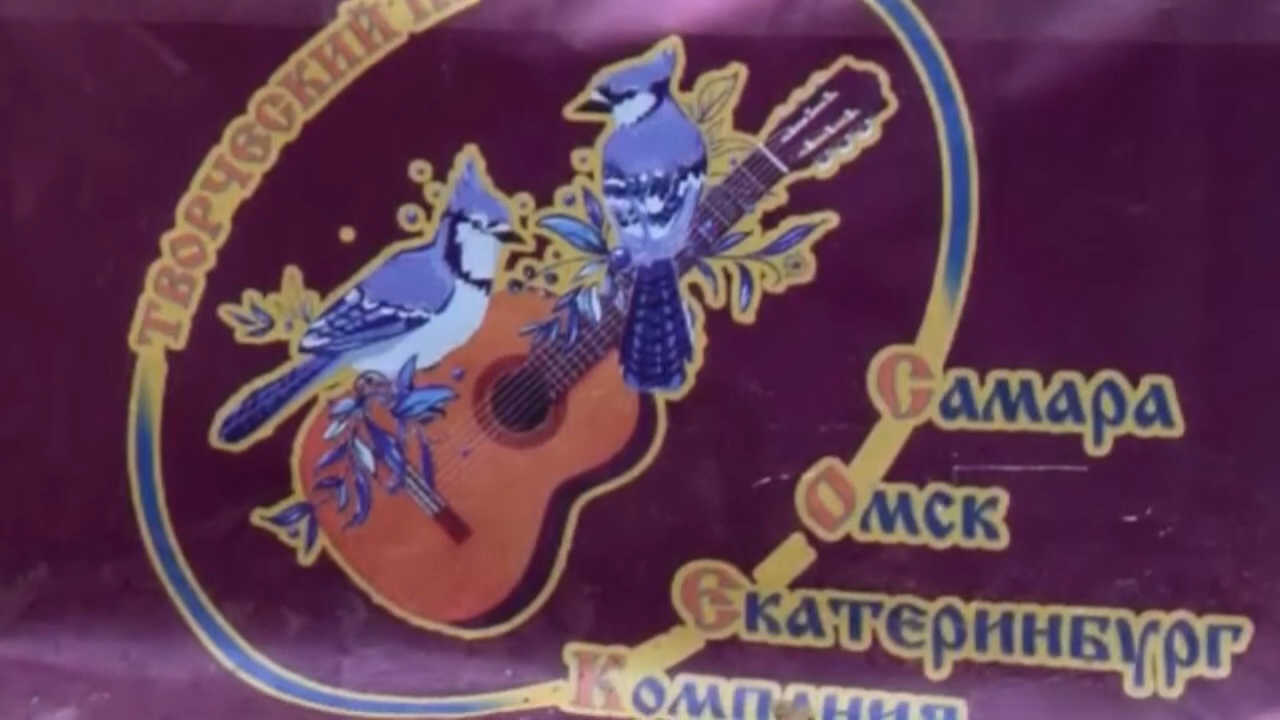 Творческий
Самара
Омск
Екатеринбург
Компания